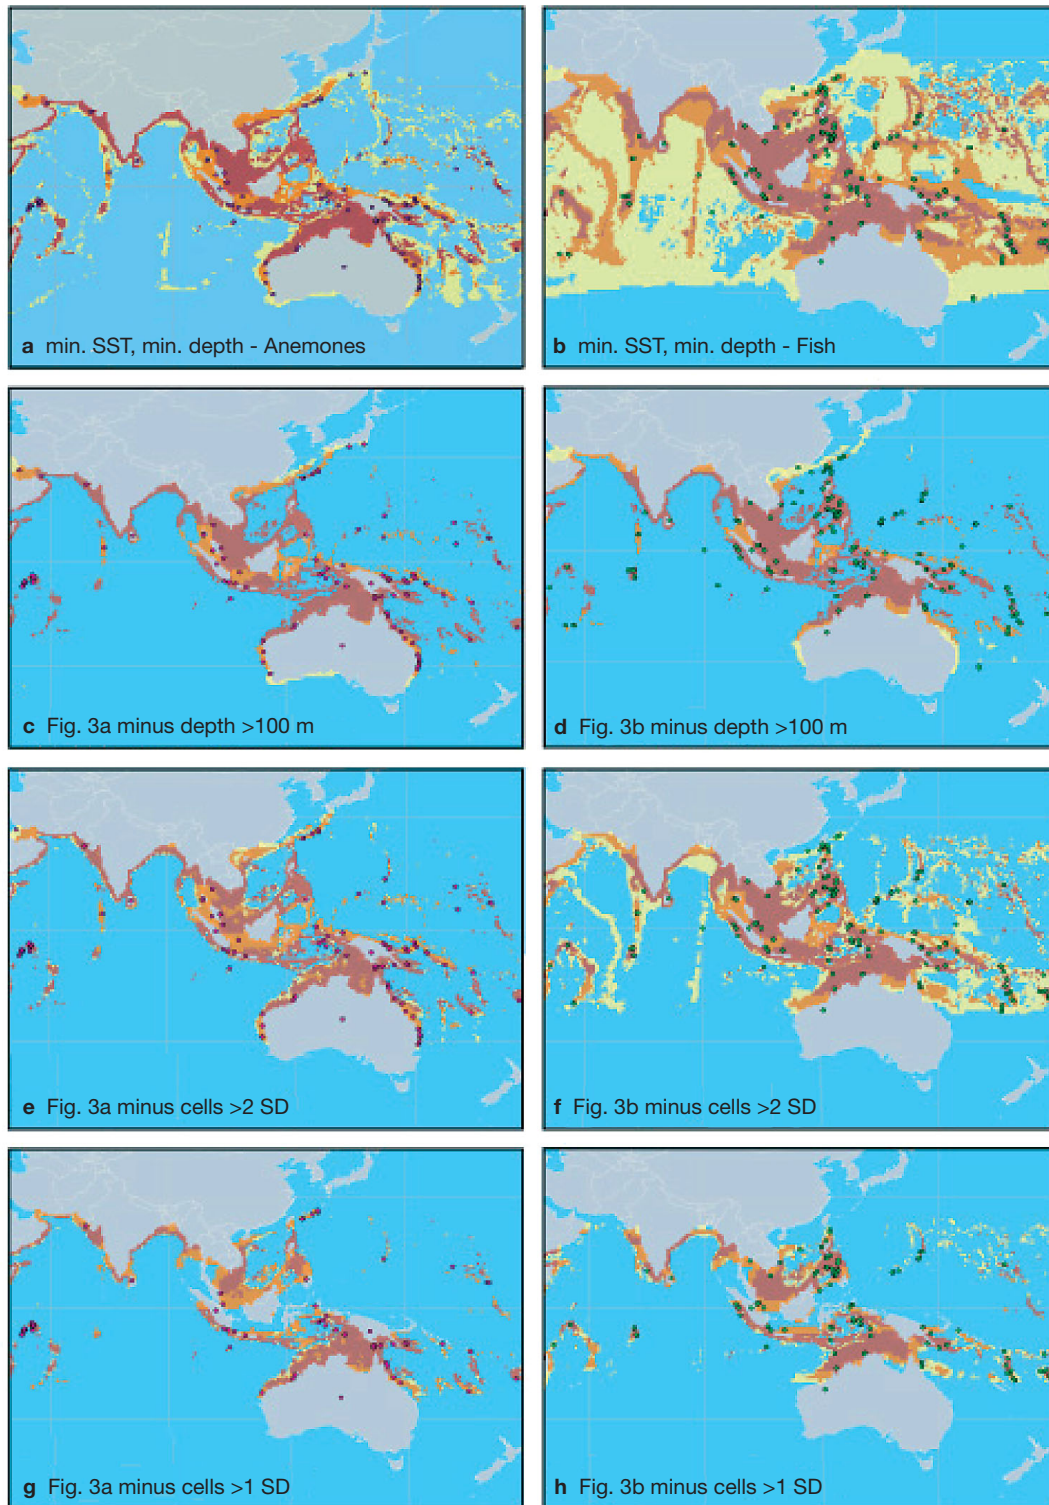 a min. SST, min. depth - Anemones
b min. SST, min. depth - Fish
c Fig. 3a minus depth >100 m
d Fig. 3b minus depth >100 m
e Fig. 3a minus cells >2 SD
f Fig. 3b minus cells >2 SD
g Fig. 3a minus cells >1 SD
h Fig. 3b minus cells >1 SD